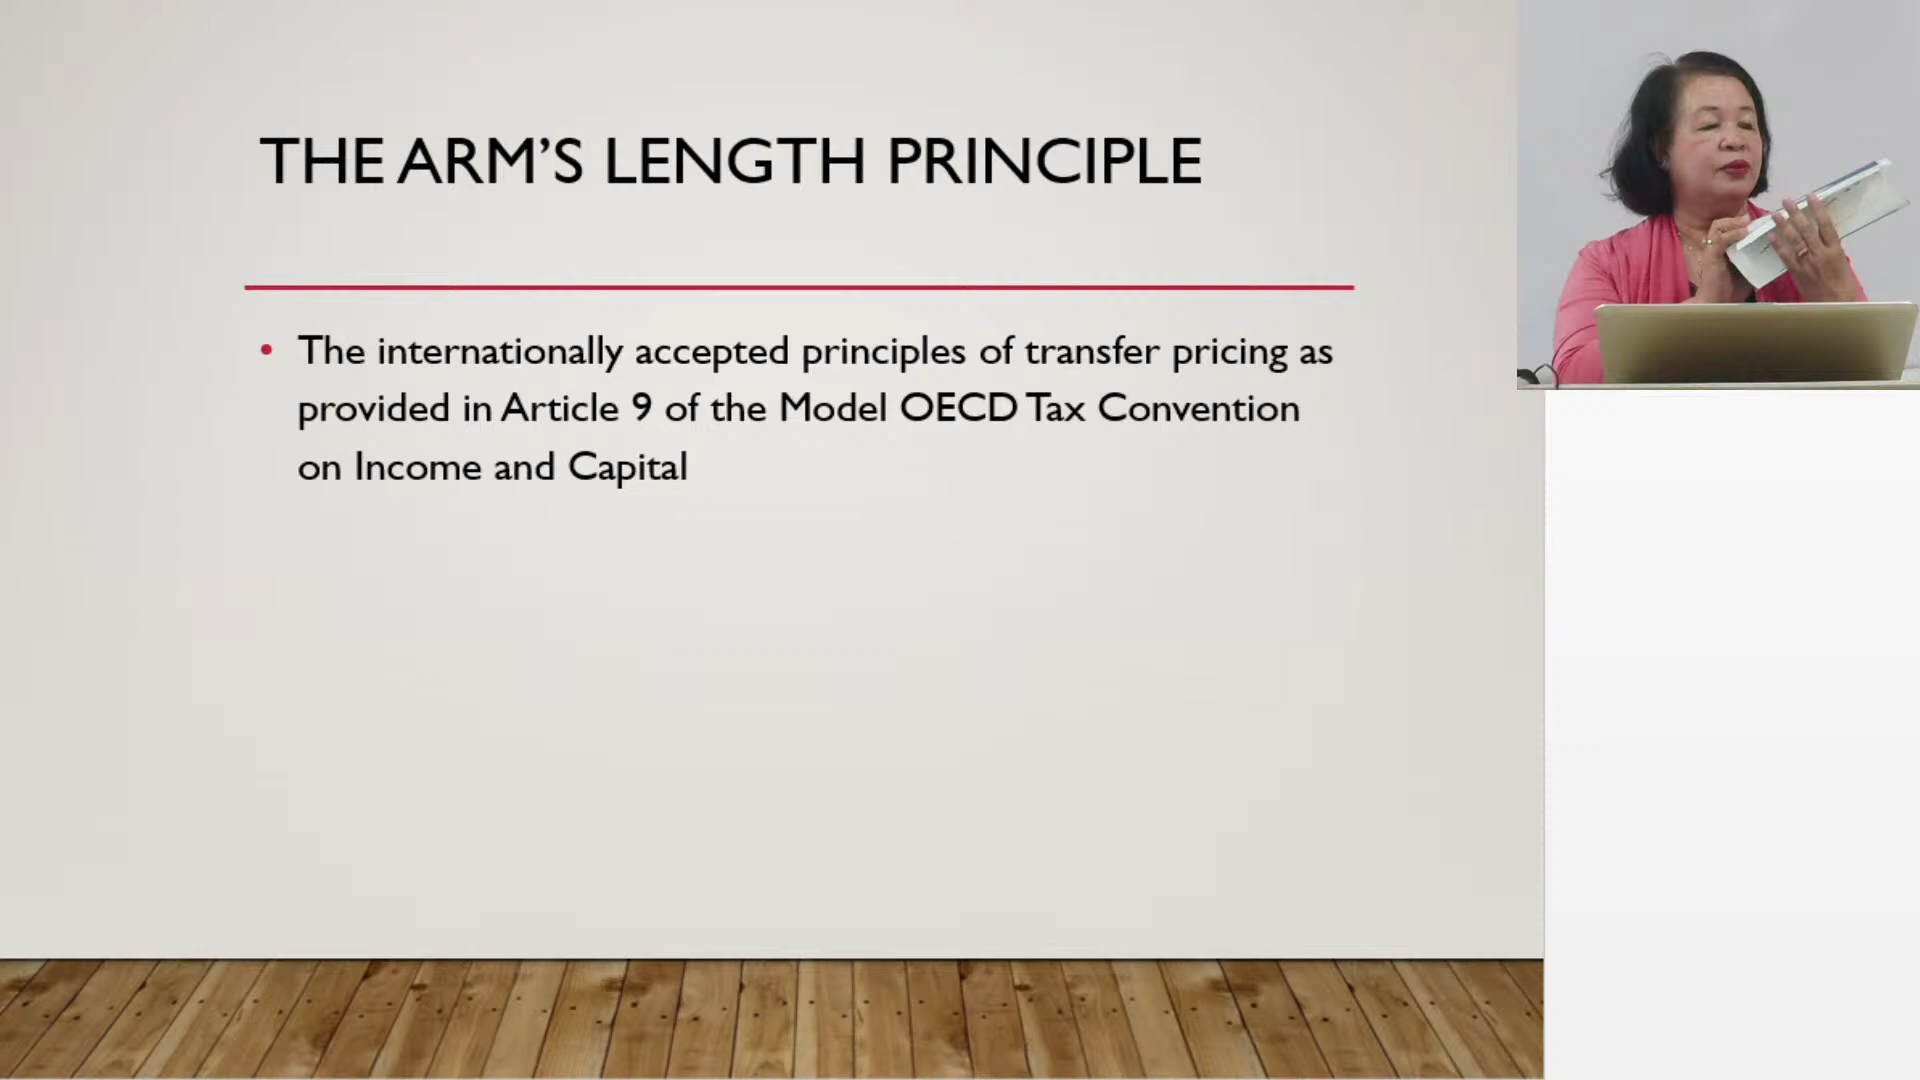 THE ARM’S LENGTH PRINCIPLE
• The internationally accepted principles of transfer pricing as
provided in Article 9 of the Model OECD Tax Convention
on Income and Capital